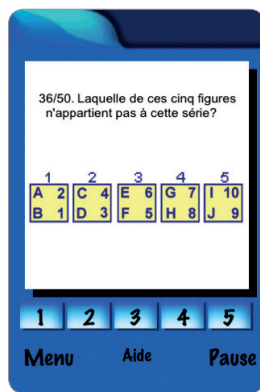 36/50. Laquelle de ces cinq figures
n'appartient pas à cette série?
1 2 3 4 5
A 2 C 4 E 6 G 7 I 10
B 1 D 3 F 5 H 8 J 9
1 2 3 4 5
Menu Aide Pause